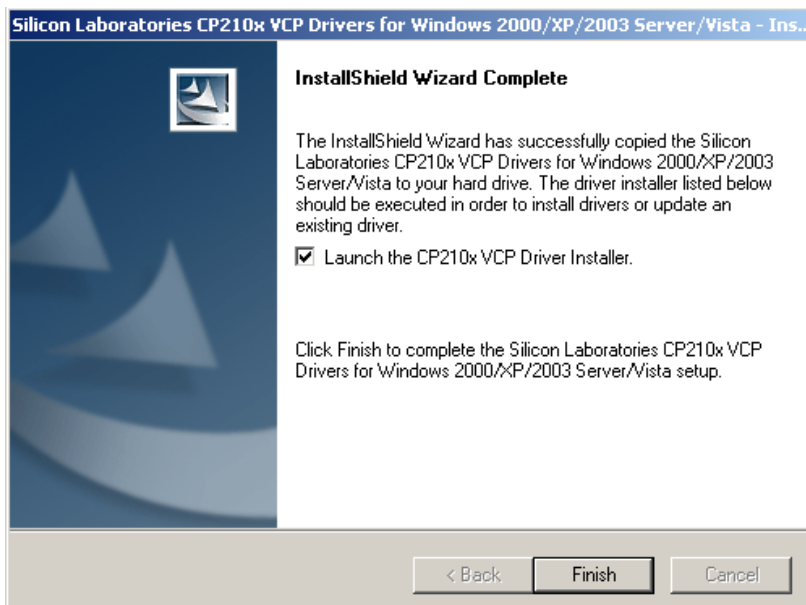 Silicon Laboratories CP210x VCP Drivers for Windows 2000/XP/2003 Server/Vista - Ins...
InstallShield Wizard Complete
The InstallShield Wizard has successfully copied the Silicon
Laboratories CP210x VCP Drivers for Windows 2000/XP/2003
Server/Vista to your hard drive. The driver installer listed below
should be executed in order to install drivers or update an
existing driver.
Launch the CP210x VCP Driver Installer.
Click Finish to complete the Silicon Laboratories CP210x VCP
Drivers for Windows 2000/XP/2003 Server/Vista setup.
< Back Finish Cancel